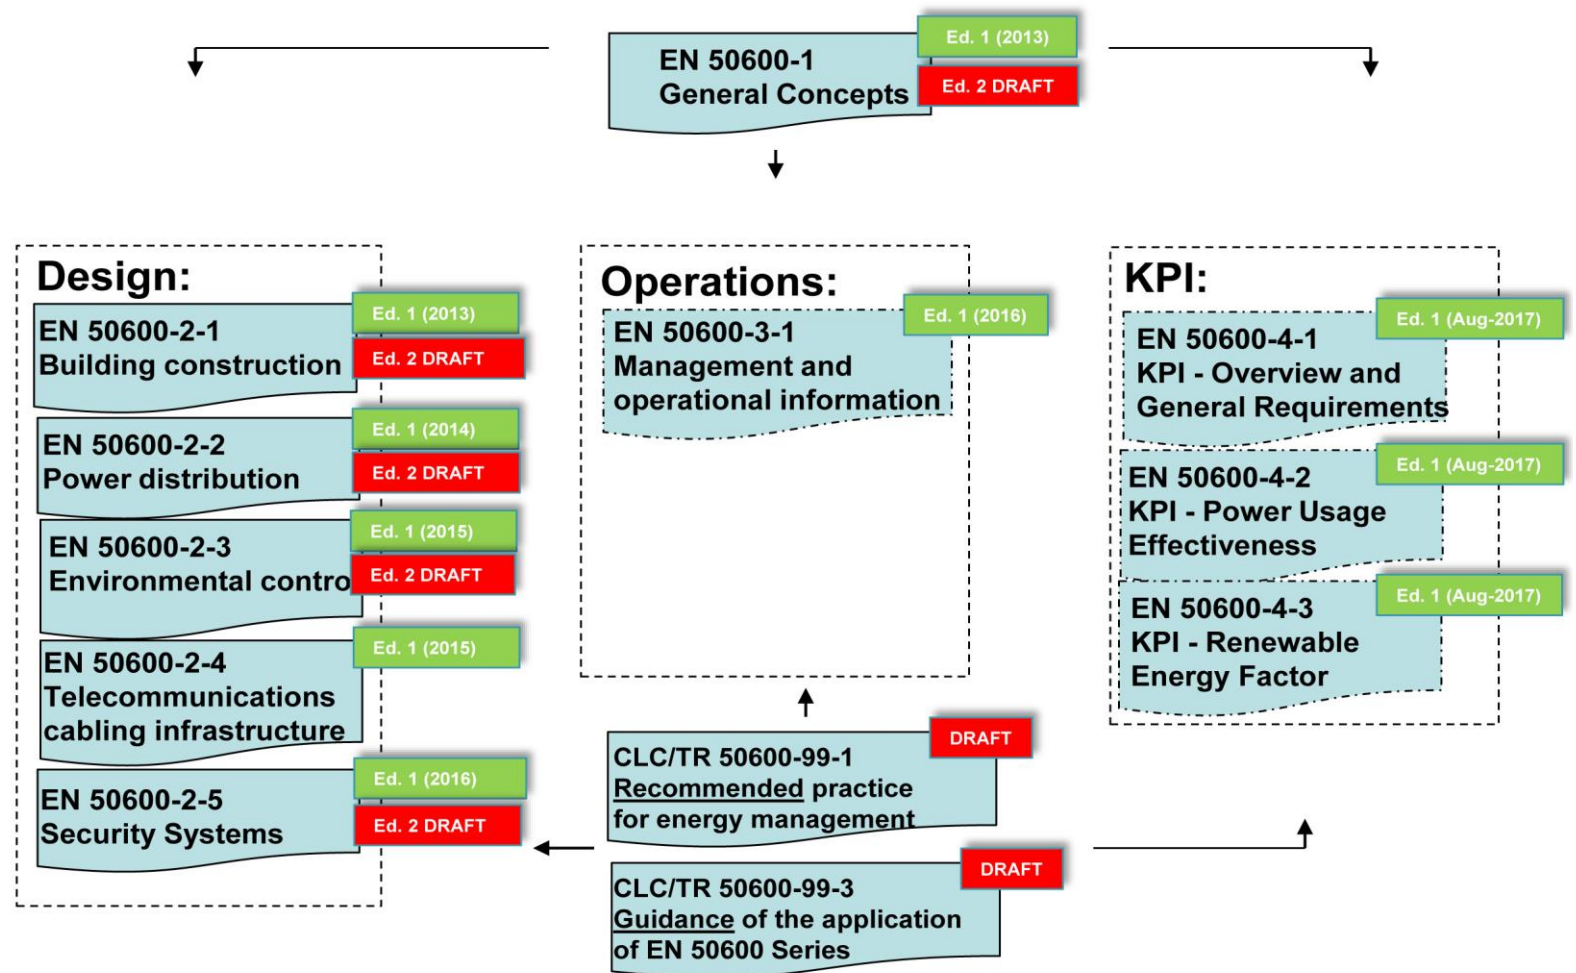 EN 50600-1
General Concepts
Ed. 1 (2013)
Ed. 2 DRAFT
Design:
EN 50600-2-1
Building construction
Ed. 1 (2013)
Ed. 2 DRAFT
EN 50600-2-2
Power distribution
Ed. 1 (2014)
Ed. 2 DRAFT
EN 50600-2-3
Environmental contro
Ed. 1 (2015)
Ed. 2 DRAFT
EN 50600-2-4
Telecommunications
cabling infrastructure
Ed. 1 (2015)
EN 50600-2-5
Security Systems
Ed. 1 (2016)
Ed. 2 DRAFT
Operations:
EN 50600-3-1
Management and
operational information
Ed. 1 (2016)
KPI:
EN 50600-4-1
KPI - Overview and
General Requirements
Ed. 1 (Aug-2017)
EN 50600-4-2
KPI - Power Usage
Effectiveness
Ed. 1 (Aug-2017)
EN 50600-4-3
KPI - Renewable
Energy Factor
Ed. 1 (Aug-2017)
CLC/TR 50600-99-1
Recommended practice
for energy management
DRAFT
CLC/TR 50600-99-3
Guidance of the application
of EN 50600 Series
DRAFT